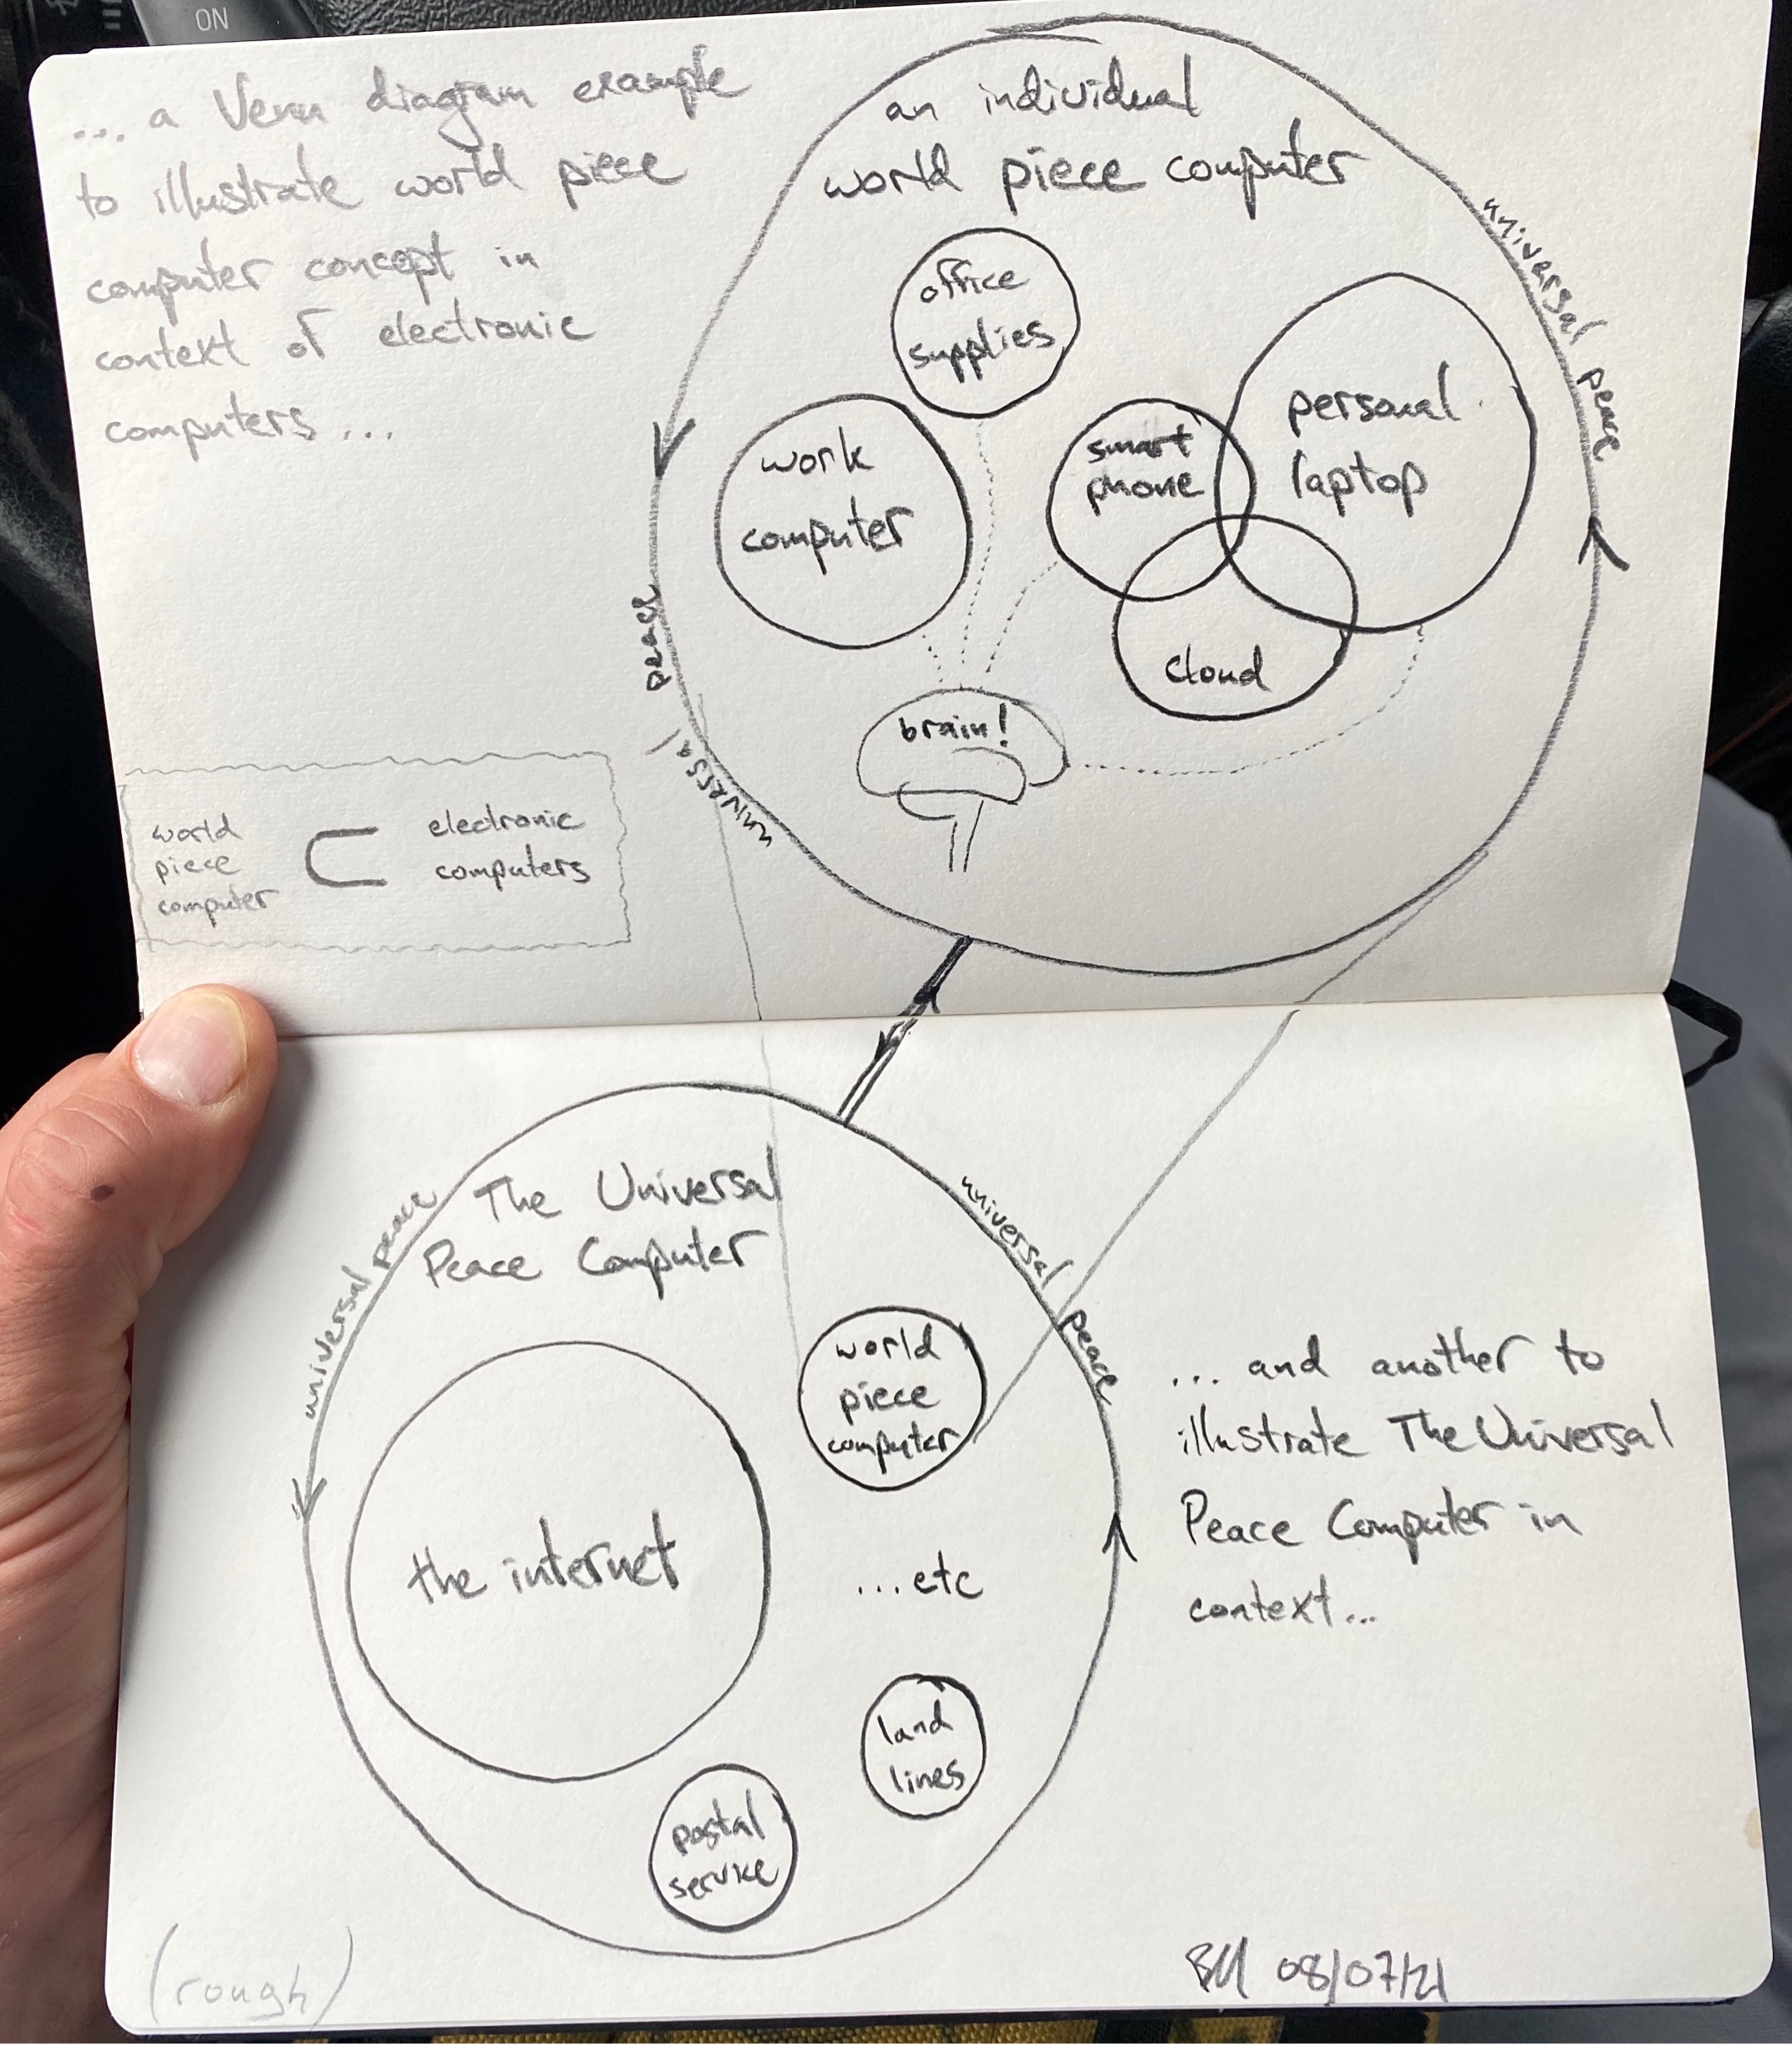 ON
... a Venn diagram example
to illustrate world piece
computer concept in
context of electronic
computers ...
an individual
world piece computer
universal peace
office
supplies
personal
laptop
smart
phone
work
computer
cloud
brain!
universal peace
world
piece
computer
⊂
electronic
computers
The Universal
Peace Computer
universal peace
universal peace
world
piece
computer
the internet
...etc
land
lines
postal
service
... and another to
illustrate The Universal
Peace Computer in
context...
(rough)
08/07/21